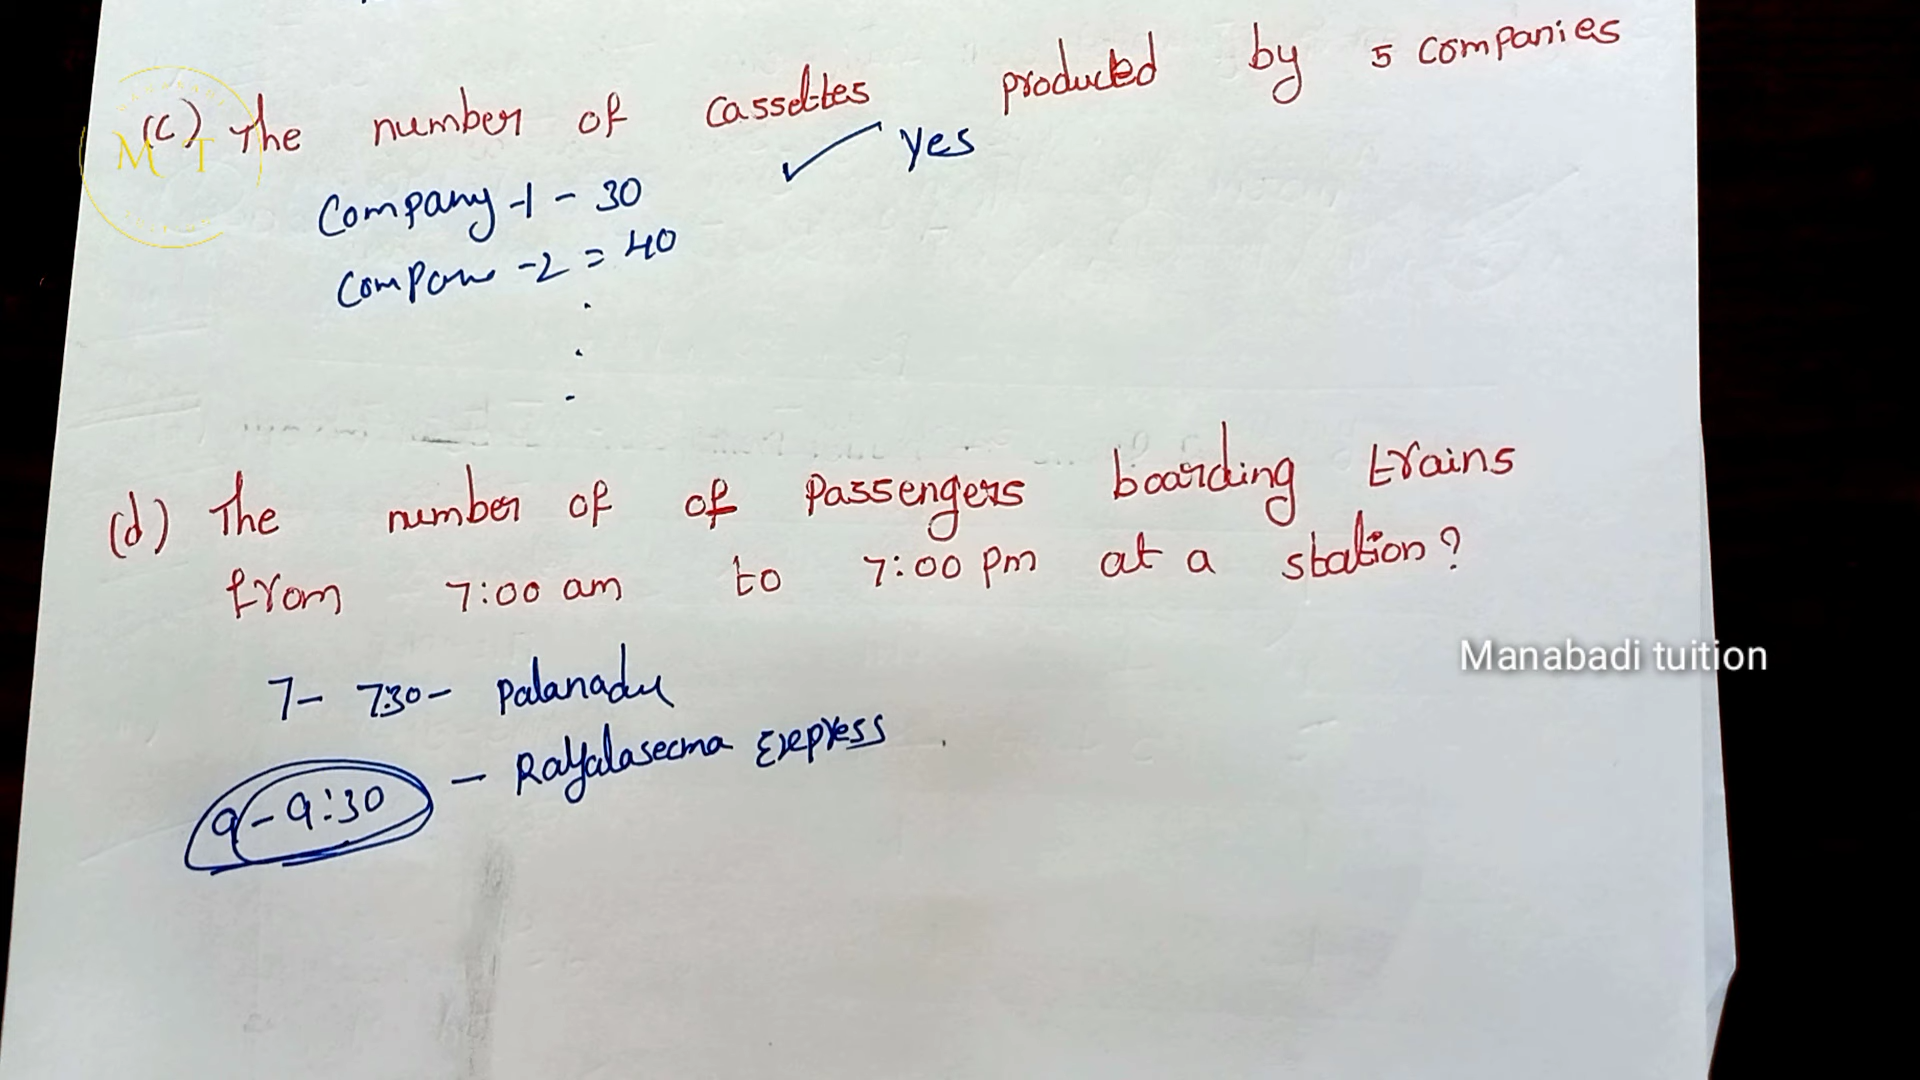 (c) The number of cassettes produced by 5 companies
M T
yes
Company -1 - 30
Compan -2 = 40
(d) The number of of passengers boarding trains
from 7:00 am to 7:00 pm at a station?
Manabadi tuition
7- 7:30- Palanadu
9-9:30 - Rayalaseema Express